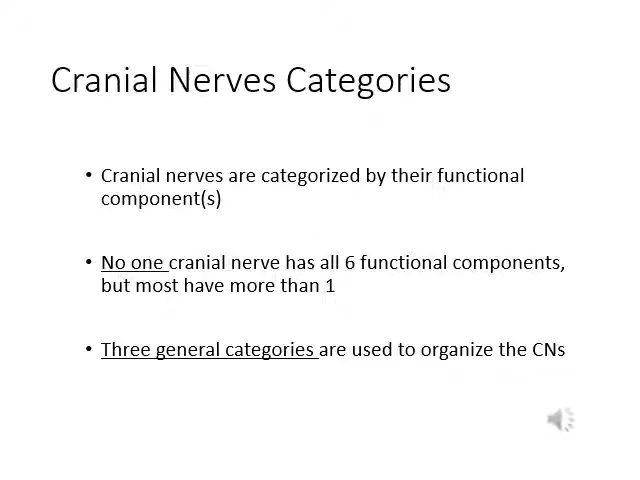 Cranial Nerves Categories
• Cranial nerves are categorized by their functional
component(s)
• No one cranial nerve has all 6 functional components,
but most have more than 1
• Three general categories are used to organize the CNs